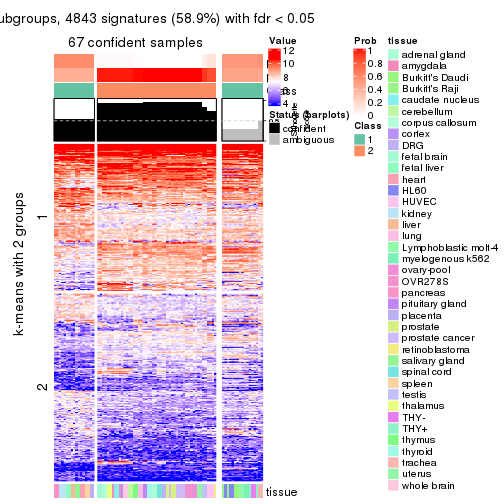 ubgroups, 4843 signatures (58.9%) with fdr < 0.05
67 confident samples
k-means with 2 groups
1
2
tissue
Value
12
10
8
6
4
Status (barplots)
confident
ambiguous
Prob
1
0.8
0.6
0.4
0.2
0
Class
1
2
tissue
adrenal gland
amygdala
Burkitt's Daudi
Burkitt's Raji
caudate nucleus
cerebellum
corpus callosum
cortex
DRG
fetal brain
fetal liver
heart
HL60
HUVEC
kidney
liver
lung
Lymphoblastic molt-4
myelogenous k562
ovary-pool
OVR278S
pancreas
pituitary gland
placenta
prostate
prostate cancer
retinoblastoma
salivary gland
spinal cord
spleen
testis
thalamus
THY-
THY+
thymus
thyroid
trachea
uterus
whole brain